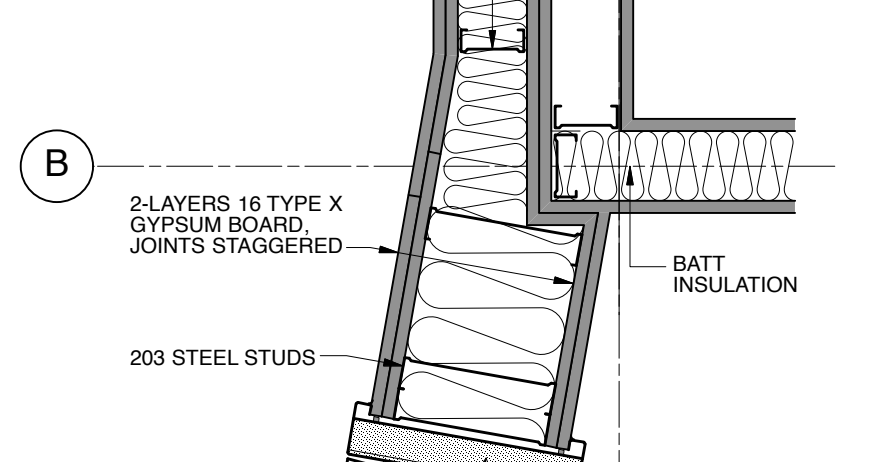 B
2-LAYERS 16 TYPE X
GYPSUM BOARD,
JOINTS STAGGERED
BATT
INSULATION
203 STEEL STUDS